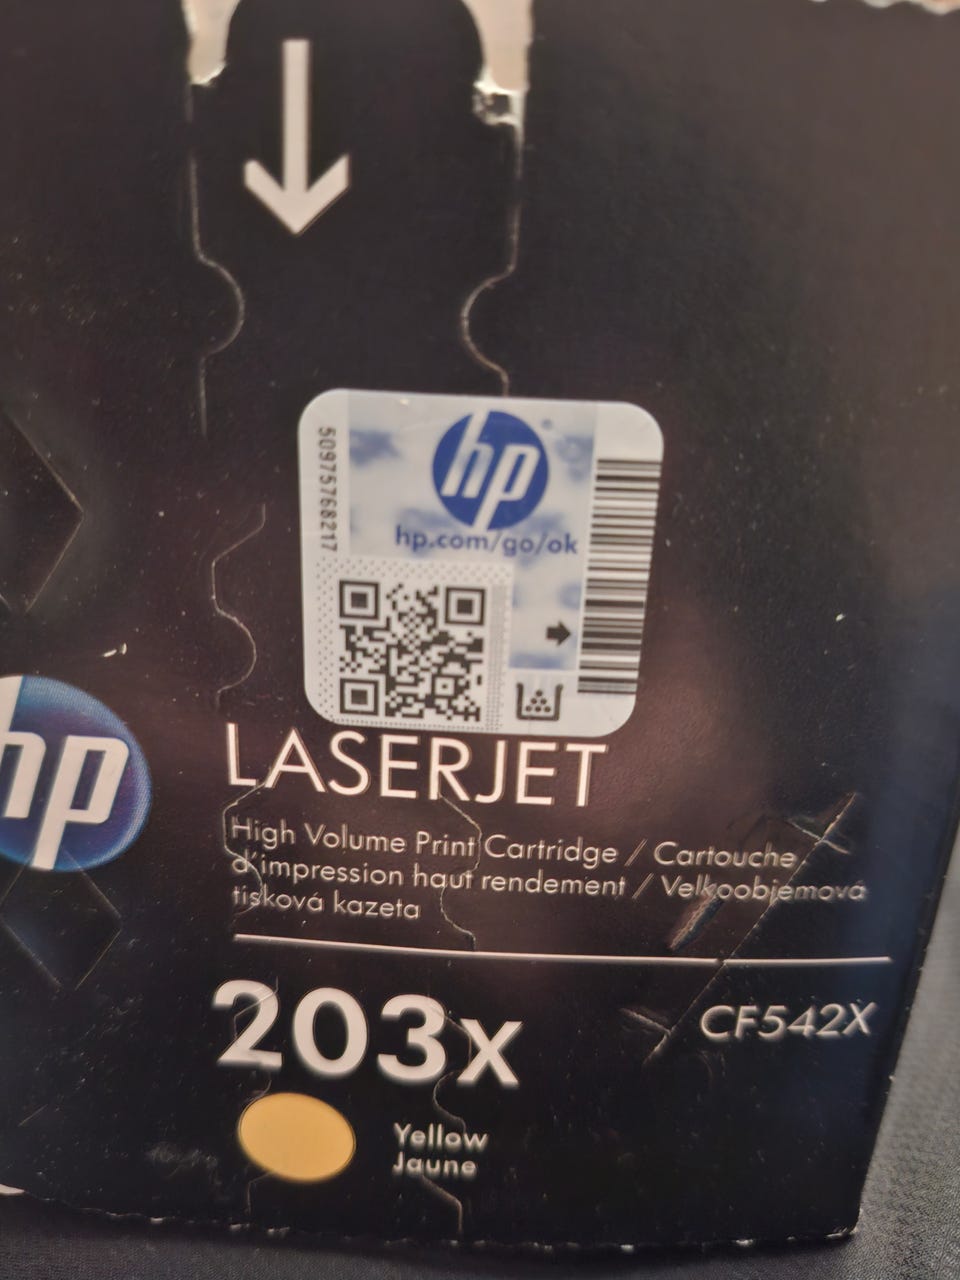 50975768217
hp
hp.com/go/ok
hp
LASERJET
High Volume Print Cartridge / Cartouche
d'impression haut rendement / Velkoobjemová
tisková kazeta
203X
CF542X
Yellow
Jaune